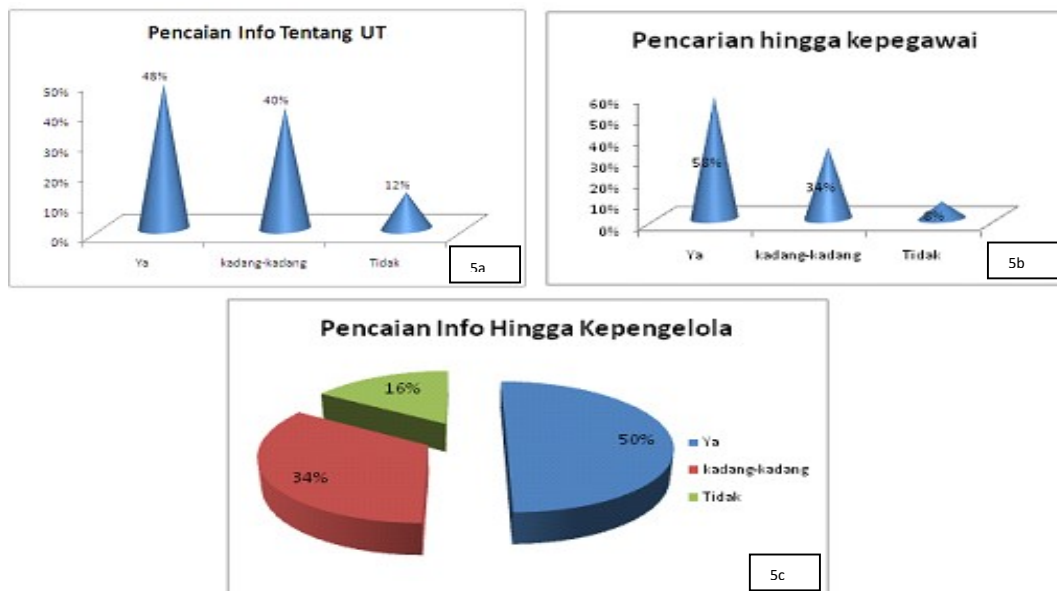 Pencaian Info Tentang UT
48%
40%
12%
50%
40%
30%
20%
10%
0%
Ya kadang-kadang Tidak
5a
Pencarian hingga kepegawai
60%
50%
40%
30%
20%
10%
0%
58%
34%
8%
Ya kadang-kadang Tidak
5b
Pencaian Info Hingga Kepengelola
16%
50%
34%
Ya
kadang-kadang
Tidak
5c